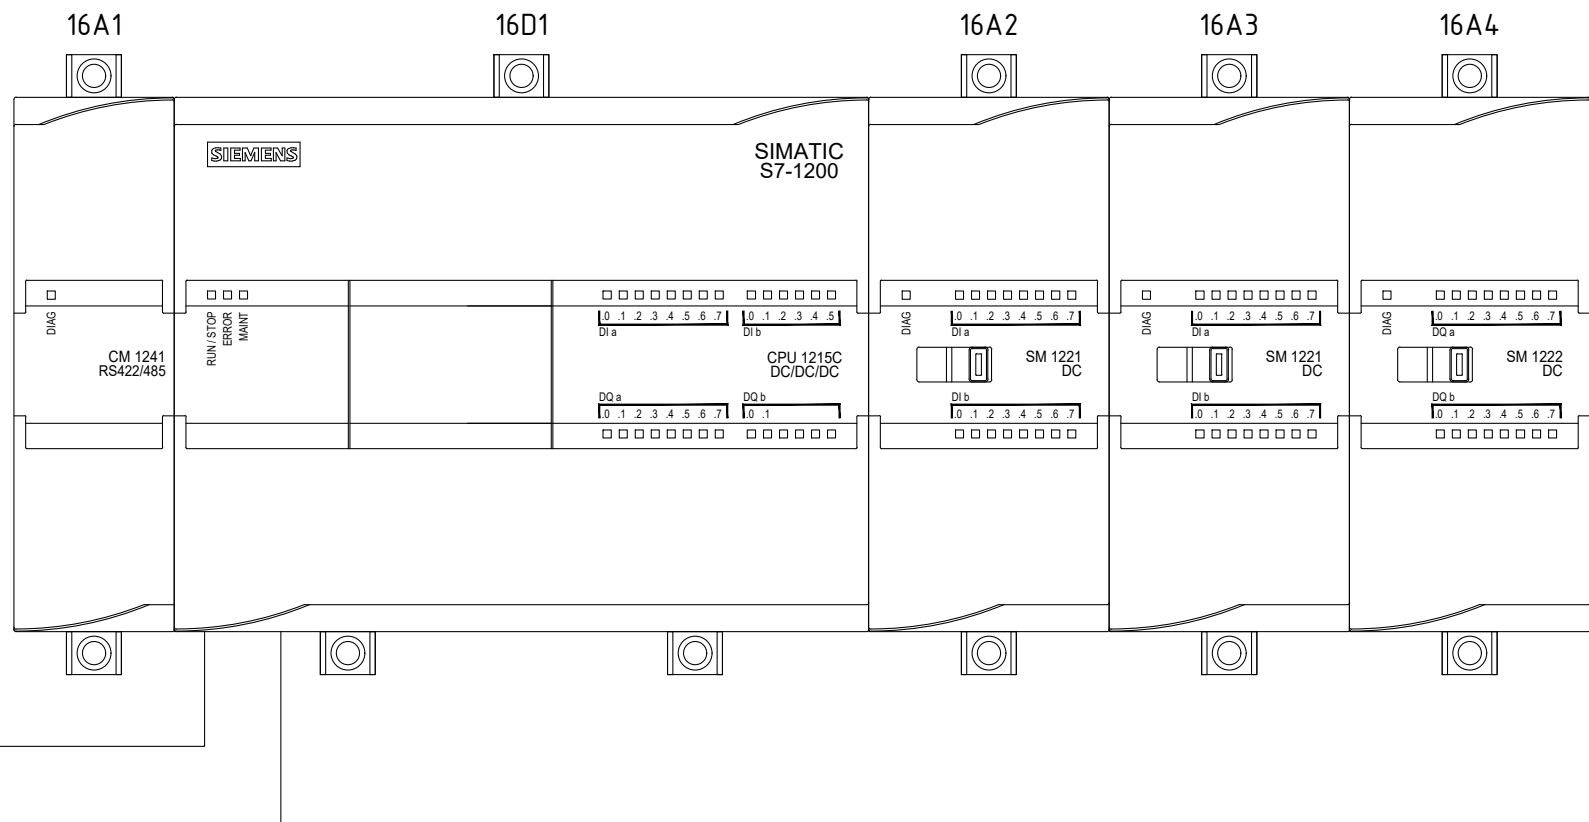 16A1 16D1 16A2 16A3 16A4
SIEMENS
SIMATIC
S7-1200
DIAG
CM 1241
RS422/485
RUN / STOP
ERROR
MAINT
.0 .1 .2 .3 .4 .5 .6 .7
DI a
.0 .1 .2 .3 .4 .5
DI b
CPU 1215C
DC/DC/DC
DQ a
.0 .1 .2 .3 .4 .5 .6 .7
DQ b
.0 .1
DIAG
.0 .1 .2 .3 .4 .5 .6 .7
DI a
SM 1221
DC
DI b
.0 .1 .2 .3 .4 .5 .6 .7
DIAG
.0 .1 .2 .3 .4 .5 .6 .7
DI a
SM 1221
DC
DI b
.0 .1 .2 .3 .4 .5 .6 .7
DIAG
.0 .1 .2 .3 .4 .5 .6 .7
DQ a
SM 1222
DC
DQ b
.0 .1 .2 .3 .4 .5 .6 .7